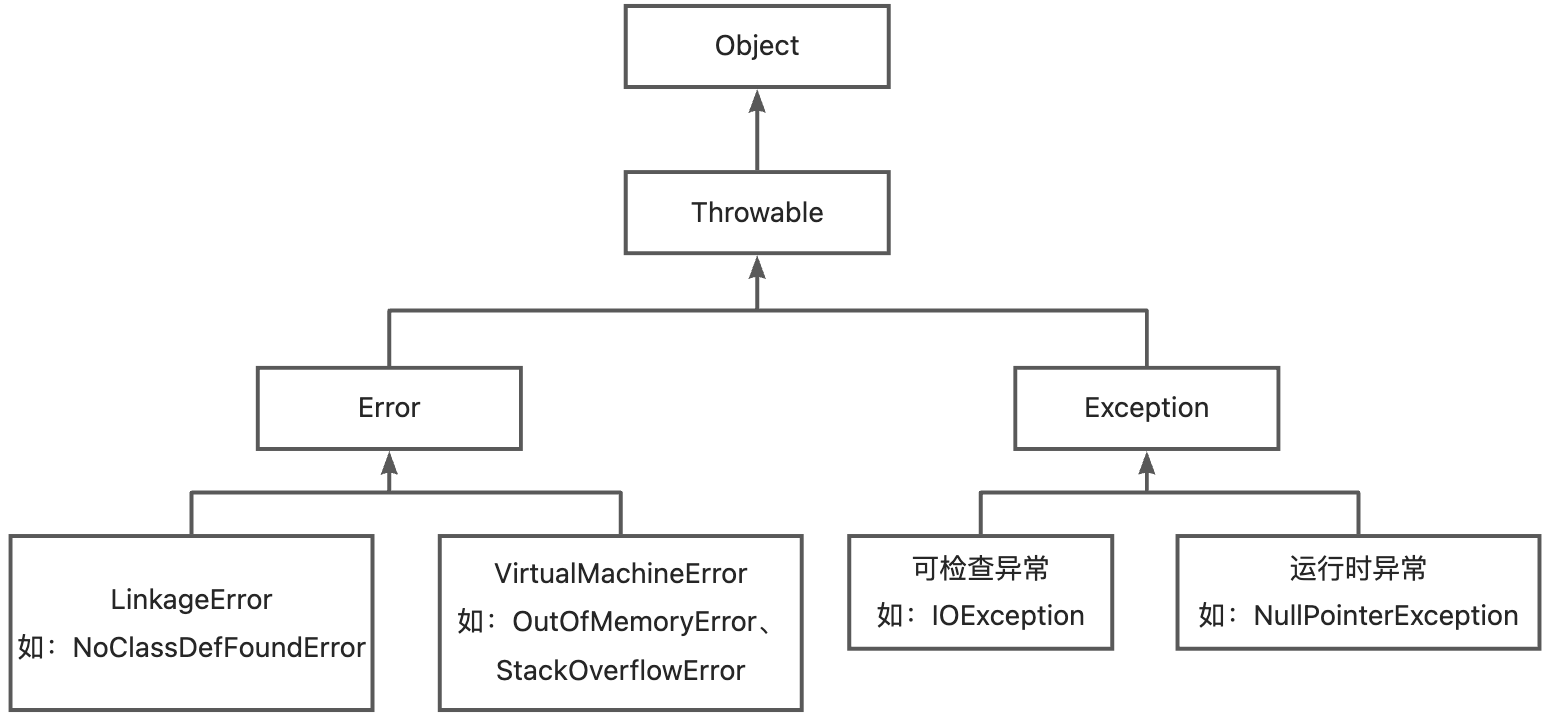 Object
Throwable
Error
Exception
LinkageError
如：NoClassDefFoundError
VirtualMachineError
如：OutOfMemoryError、
StackOverflowError
可检查异常
如：IOException
运行时异常
如：NullPointerException